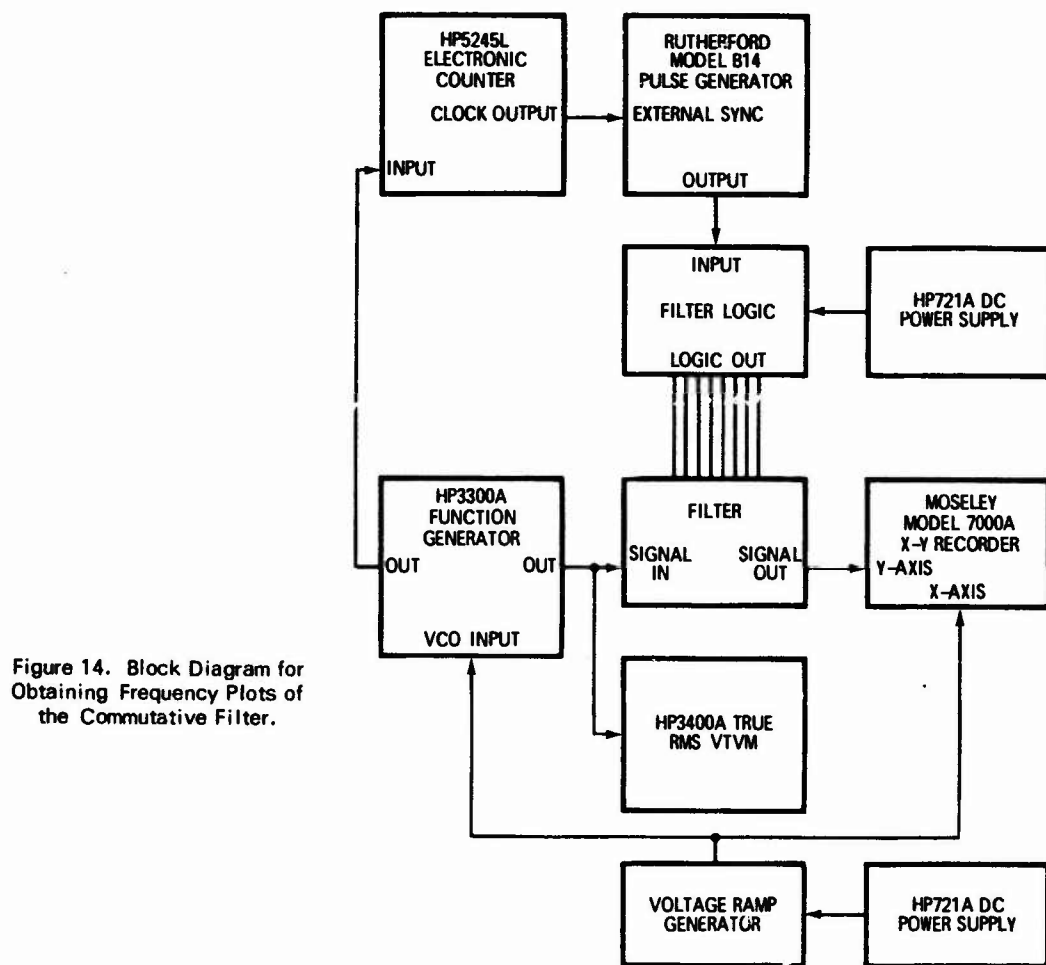 HP5245L
ELECTRONIC
COUNTER
CLOCK OUTPUT
INPUT
RUTHERFORD
MODEL B14
PULSE GENERATOR
EXTERNAL SYNC
OUTPUT
INPUT
FILTER LOGIC
LOGIC OUT
HP721A DC
POWER SUPPLY
HP3300A
FUNCTION
GENERATOR
OUT
OUT
VCO INPUT
FILTER
SIGNAL
IN
SIGNAL
OUT
MOSELEY
MODEL 7000A
X-Y RECORDER
Y-AXIS
X-AXIS
HP3400A TRUE
RMS VTVM
VOLTAGE RAMP
GENERATOR
HP721A DC
POWER SUPPLY
Figure 14. Block Diagram for
Obtaining Frequency Plots of
the Commutative Filter.